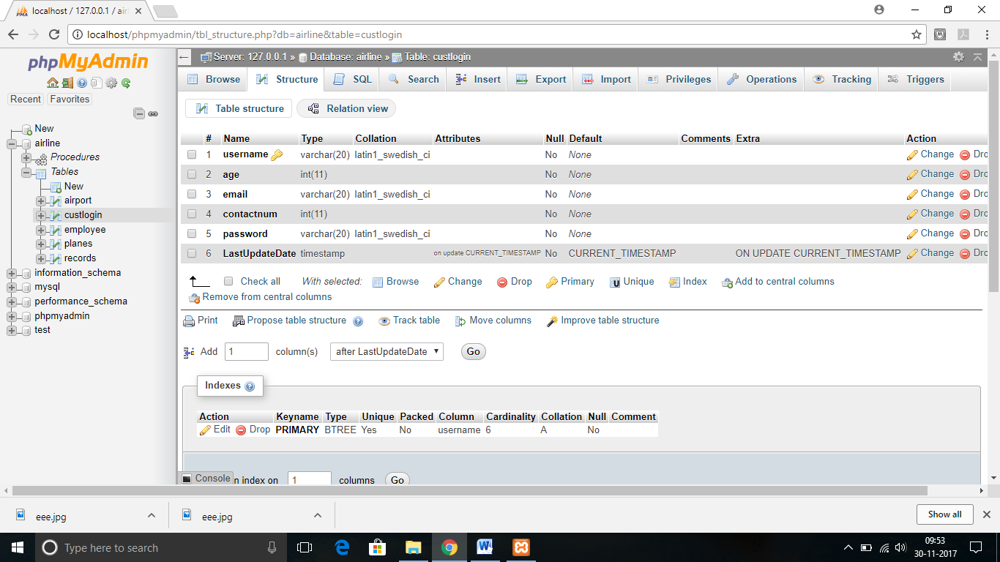 localhost / 127.0.0.1 / air
localhost/phpmyadmin/tbl_structure.php?db=airline&table=custlogin
phpMyAdmin
Recent Favorites
New
airline
Procedures
Tables
New
airport
custlogin
employee
planes
records
information_schema
mysql
performance_schema
phpmyadmin
test
Server: 127.0.0.1 » Database: airline » Table: custlogin
Browse Structure SQL Search Insert Export Import Privileges Operations Tracking Triggers
Table structure Relation view
# Name Type Collation Attributes Null Default Comments Extra Action
1 username varchar(20) latin1_swedish_ci No None Change Dro
2 age int(11) No None Change Dro
3 email varchar(20) latin1_swedish_ci No None Change Dro
4 contactnum int(11) No None Change Dro
5 password varchar(20) latin1_swedish_ci No None Change Dro
6 LastUpdateDate timestamp on update CURRENT_TIMESTAMP No CURRENT_TIMESTAMP ON UPDATE CURRENT_TIMESTAMP Change Dro
Check all With selected: Browse Change Drop Primary Unique Index Add to central columns
Remove from central columns
Print Propose table structure Track table Move columns Improve table structure
Add 1 column(s) after LastUpdateDate Go
Indexes
Action Keyname Type Unique Packed Column Cardinality Collation Null Comment
Edit Drop PRIMARY BTREE Yes No username 6 A No
Console n index on 1 columns Go
eee.jpg eee.jpg Show all
Type here to search
09:53
30-11-2017